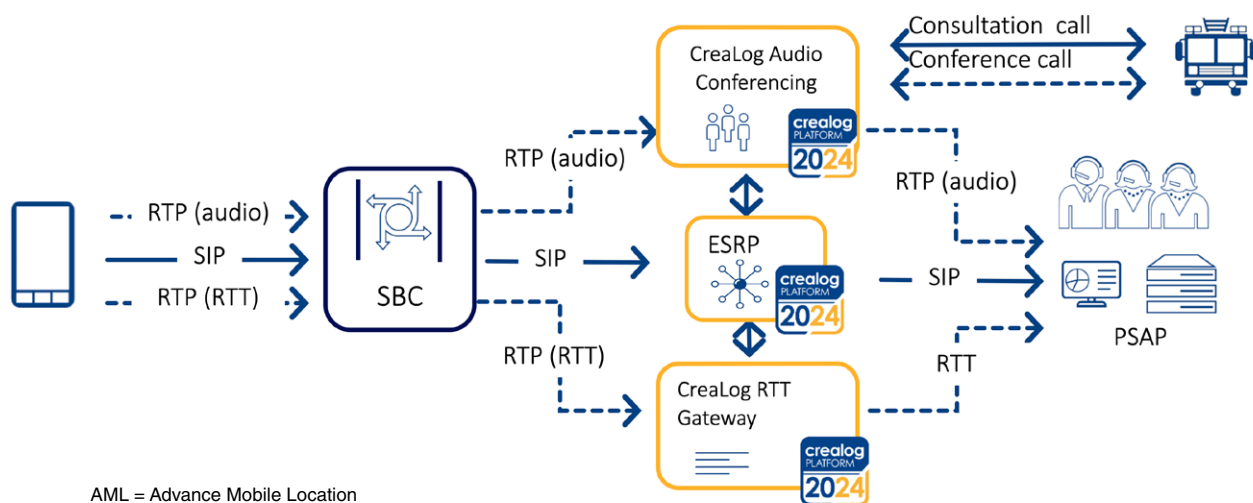 Consultation call
CreaLog Audio
Conferencing
Conference call
crealog
PLATFORM
2024
RTP (audio)
RTP (audio)
RTP (audio)
SIP
RTP (RTT)
SBC
SIP
ESRP
crealog
PLATFORM
2024
SIP
PSAP
RTP (RTT)
RTT
CreaLog RTT
Gateway
crealog
PLATFORM
2024
AML = Advance Mobile Location